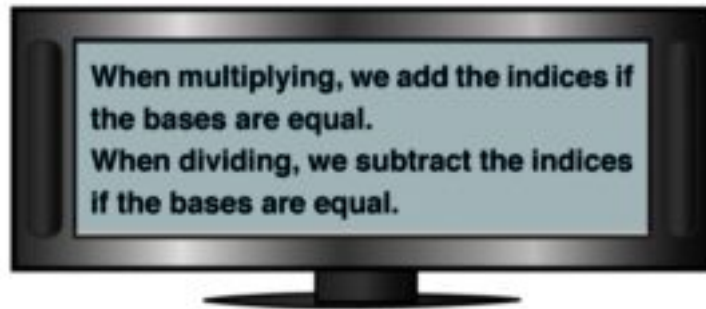 When multiplying, we add the indices if
the bases are equal.
When dividing, we subtract the indices
if the bases are equal.